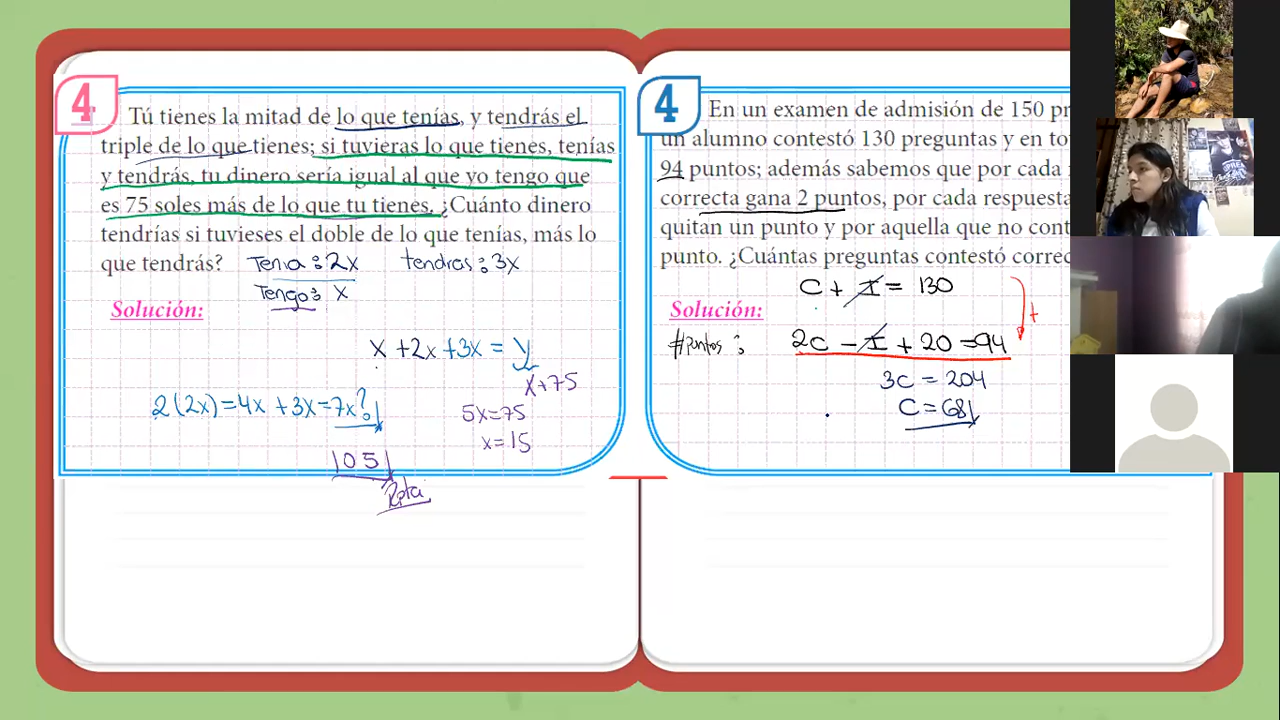 4
Tú tienes la mitad de lo que tenías, y tendrás el
triple de lo que tienes; si tuvieras lo que tienes, tenías
y tendrás, tu dinero sería igual al que yo tengo que
es 75 soles más de lo que tu tienes. ¿Cuánto dinero
tendrías si tuvieses el doble de lo que tenías, más lo
que tendrás?
Tenia : 2x
tendras : 3x
Tengo : x
Solución:
x + 2x + 3x = y
x + 75
2(2x) = 4x + 3x = 7x?
5x = 75
x = 15
105
Rpta
4
En un examen de admisión de 150
un alumno contestó 130 preguntas y en
94 puntos; además sabemos que por cada
correcta gana 2 puntos, por cada respuesta
quitan un punto y por aquella que no
punto. ¿Cuántas preguntas contestó
C + I = 130
Solución:
#puntos :
2C - I + 20 = 94
+
3C = 204
C = 68